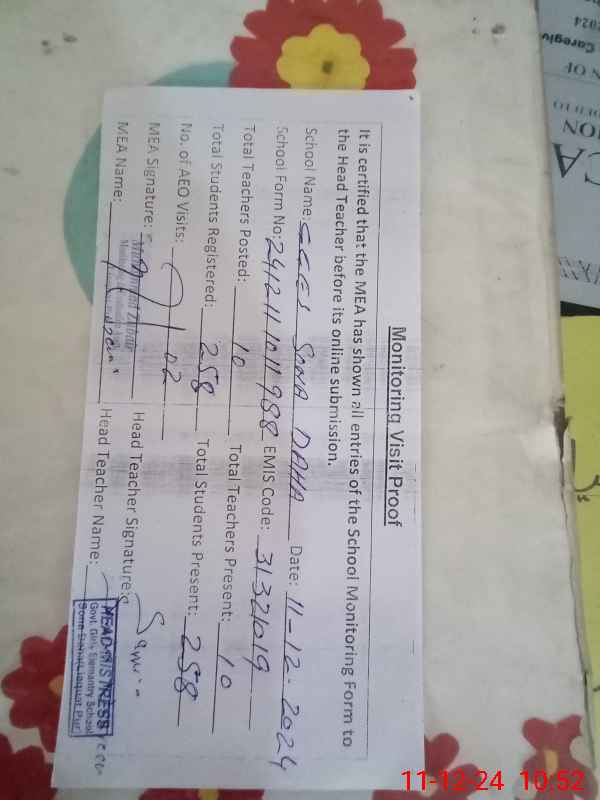 Monitoring Visit Proof
It is certified that the MEA has shown all entries of the School Monitoring Form to
the Head Teacher before its online submission.
School Name: GGES SONA DAHA Date: 11-12-2024
School Form No: 2412111011988 EMIS Code: 31321019
Total Teachers Posted: 10 Total Teachers Present: 10
Total Students Registered: 258 Total Students Present: 258
No. of AEO Visits: 02
MEA Signature: Head Teacher Signature:
MEA Name: Head Teacher Name:
HEADMISTRESS
Govt. Girls Elementry School
11-12-24 10:52